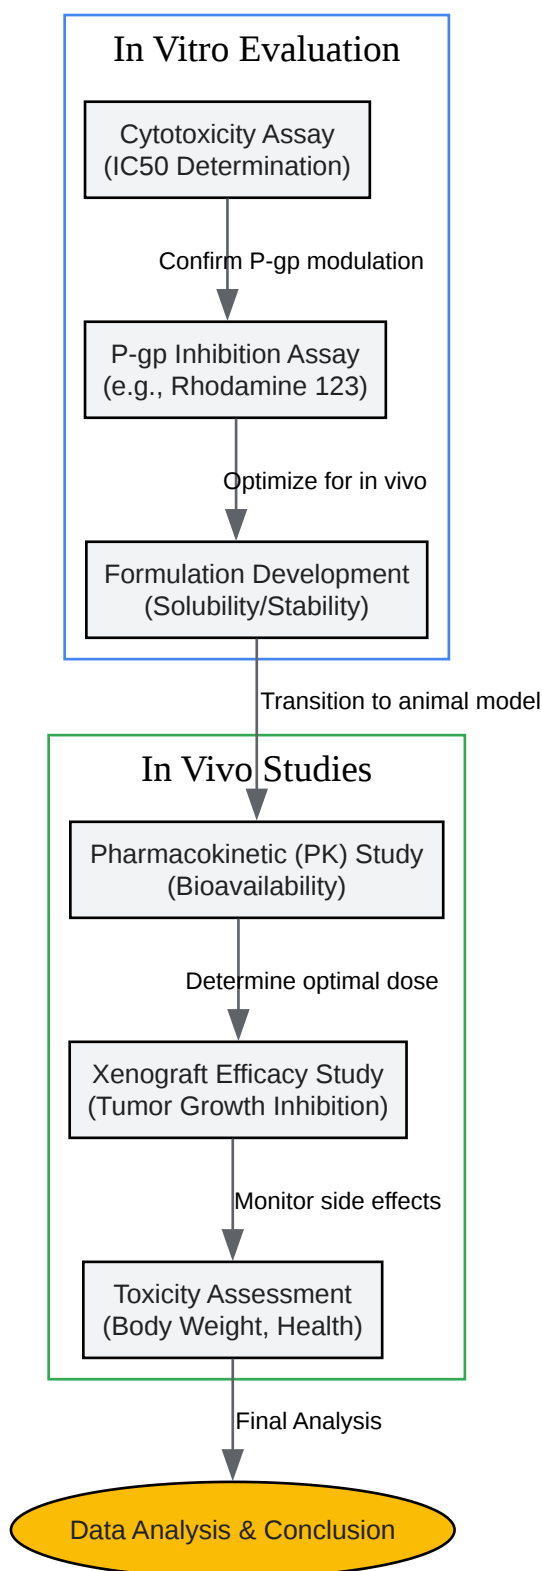 In Vitro Evaluation
Cytotoxicity Assay
(IC50 Determination)
Confirm P-gp modulation
P-gp Inhibition Assay
(e.g., Rhodamine 123)
Optimize for in vivo
Formulation Development
(Solubility/Stability)
Transition to animal model
In Vivo Studies
Pharmacokinetic (PK) Study
(Bioavailability)
Determine optimal dose
Xenograft Efficacy Study
(Tumor Growth Inhibition)
Monitor side effects
Toxicity Assessment
(Body Weight, Health)
Final Analysis
Data Analysis & Conclusion